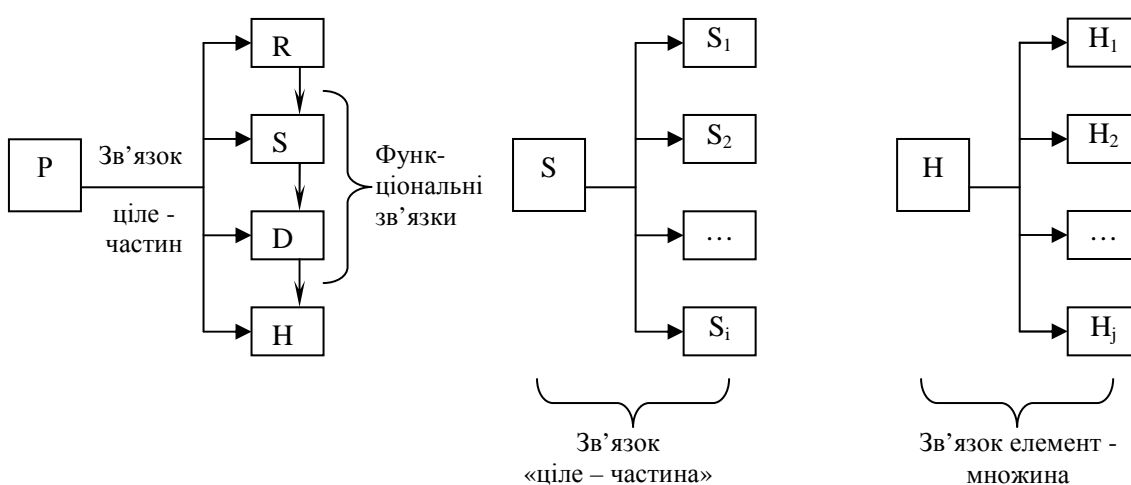 R
S
D
H
P
Зв’язок
ціле -
частин
Функ-
ціональні
зв’язки
S
S₁
S₂
…
Sᵢ
Зв’язок
«ціле – частина»
H
H₁
H₂
…
Hⱼ
Зв’язок елемент -
множина